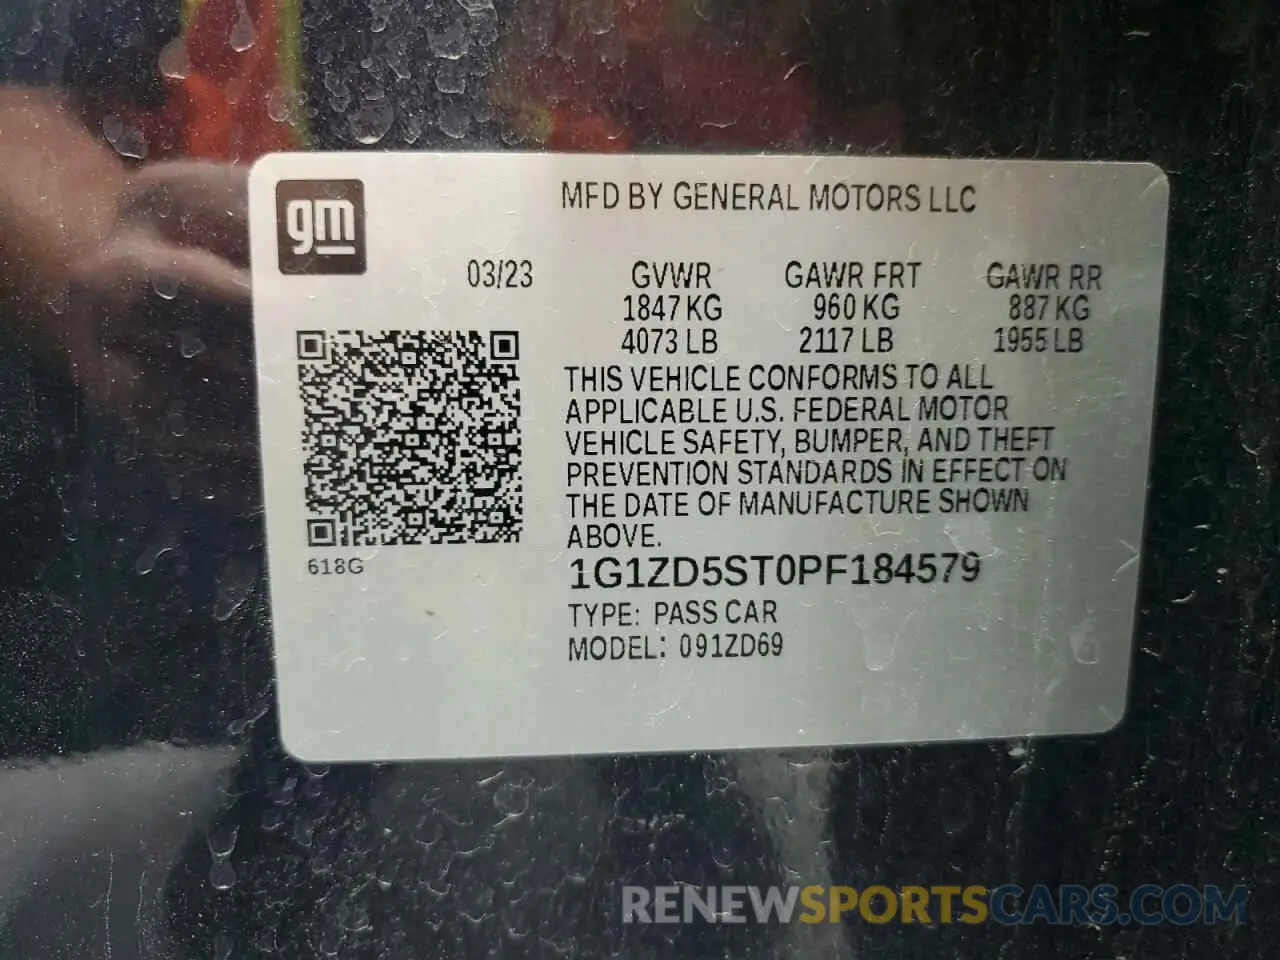 gm
MFD BY GENERAL MOTORS LLC
03/23 GVWR GAWR FRT GAWR RR
1847 KG 960 KG 887 KG
4073 LB 2117 LB 1955 LB
THIS VEHICLE CONFORMS TO ALL
APPLICABLE U.S. FEDERAL MOTOR
VEHICLE SAFETY, BUMPER, AND THEFT
PREVENTION STANDARDS IN EFFECT ON
THE DATE OF MANUFACTURE SHOWN
ABOVE.
618G
1G1ZD5ST0PF184579
TYPE: PASS CAR
MODEL: 091ZD69
RENEWSPORTSCARS.COM